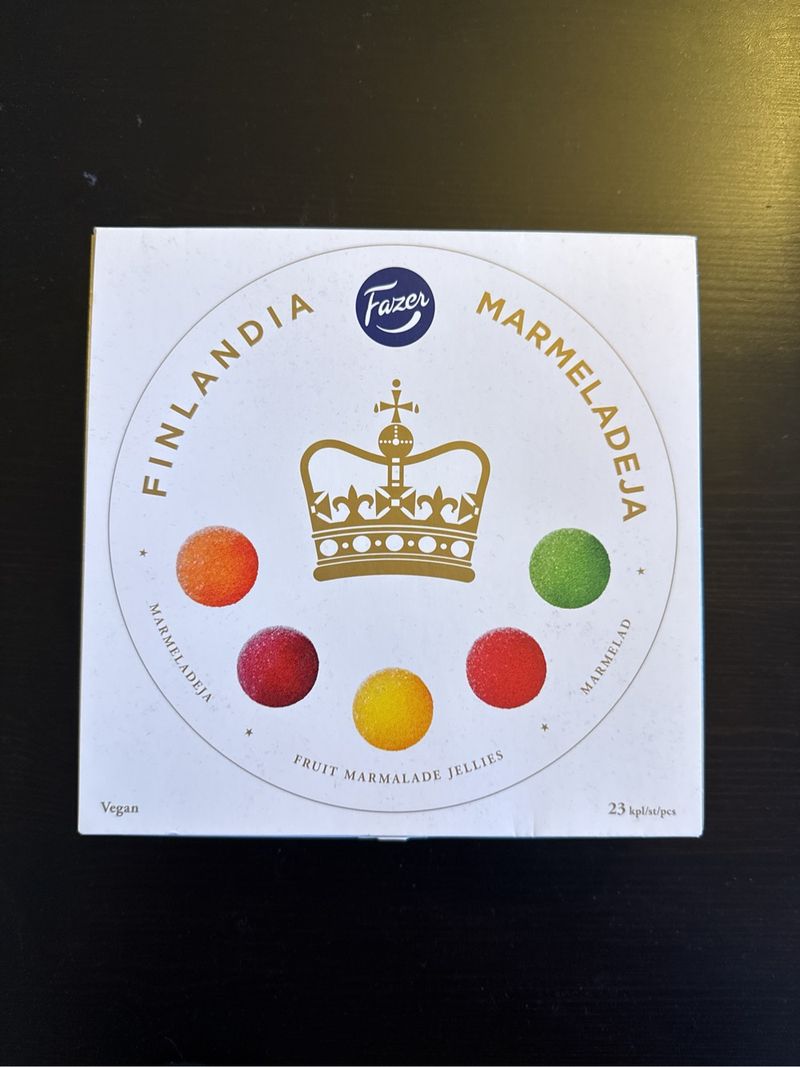 Fazer
FINLANDIA MARMELADEJA
MARMELADEJA
FRUIT MARMALADE JELLIES
MARMELAD
Vegan
23 kpl/st/pcs